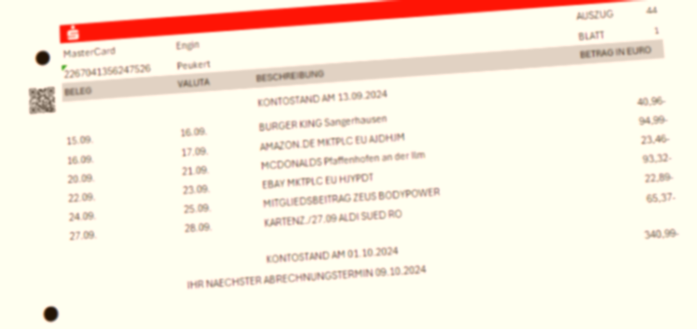 AUSZUG 44
MasterCard Engin BLATT 1
2267041356247526 Peukert
BELEG VALUTA BESCHREIBUNG BETRAG IN EURO
KONTOSTAND AM 13.09.2024
15.09. 16.09. BURGER KING Sangerhausen 40,96-
16.09. 17.09. AMAZON.DE MKTPLC EU AJDHJM 94,99-
20.09. 21.09. MCDONALDS Pfaffenhofen an der Ilm 23,46-
22.09. 23.09. EBAY MKTPLC EU HJYPDT 93,32-
24.09. 25.09. MITGLIEDSBEITRAG ZEUS BODYPOWER 22,89-
27.09. 28.09. KARTENZ./27.09 ALDI SUED RO 65,37-
KONTOSTAND AM 01.10.2024 340,99-
IHR NAECHSTER ABRECHNUNGSTERMIN 09.10.2024